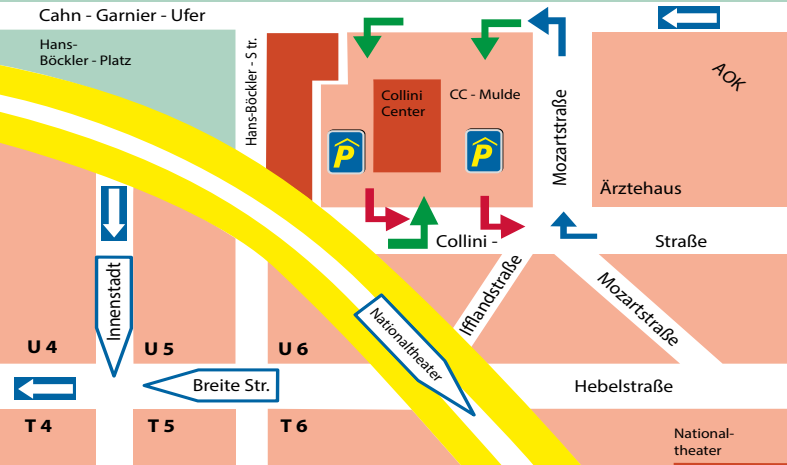 Cahn - Garnier - Ufer
Hans-
Böckler - Platz
Hans-Böckler - Str.
Collini
Center
CC - Mulde
P
P
Mozartstraße
AOK
Ärztehaus
Collini -
Straße
Ifflandstraße
Mozartstraße
Innenstadt
Nationaltheater
U 4
U 5
U 6
Breite Str.
Hebelstraße
T 4
T 5
T 6
National-
theater